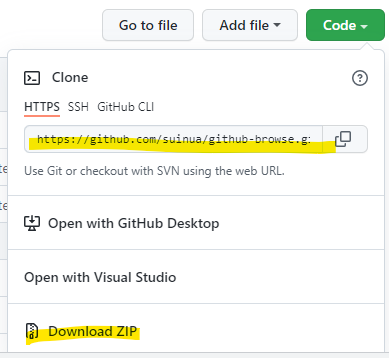 Go to file Add file Code
Clone
HTTPS SSH GitHub CLI
https://github.com/suinua/github-browse.gi
Use Git or checkout with SVN using the web URL.
Open with GitHub Desktop
Open with Visual Studio
Download ZIP